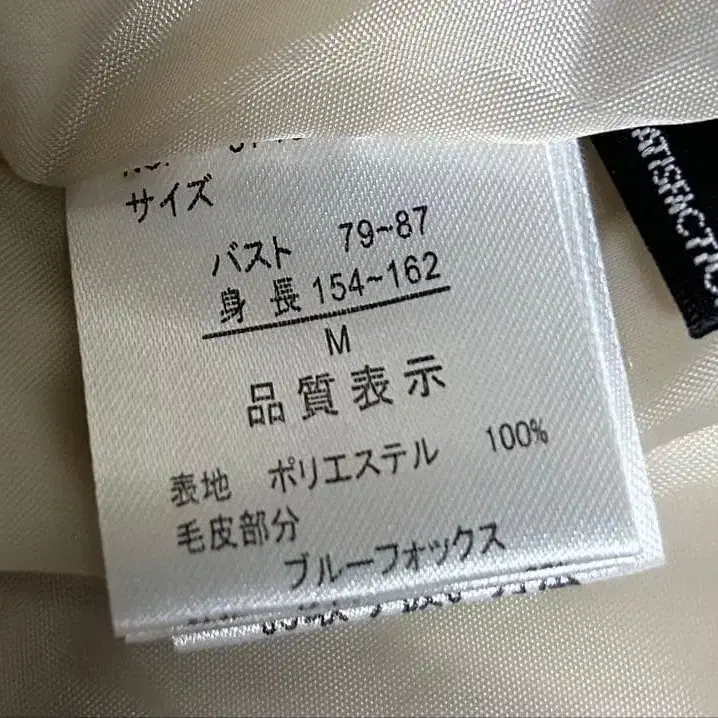 サイズ
バスト 79~87
身長 154~162
M
品質表示
表地 ポリエステル 100%
毛皮部分
ブルーフォックス